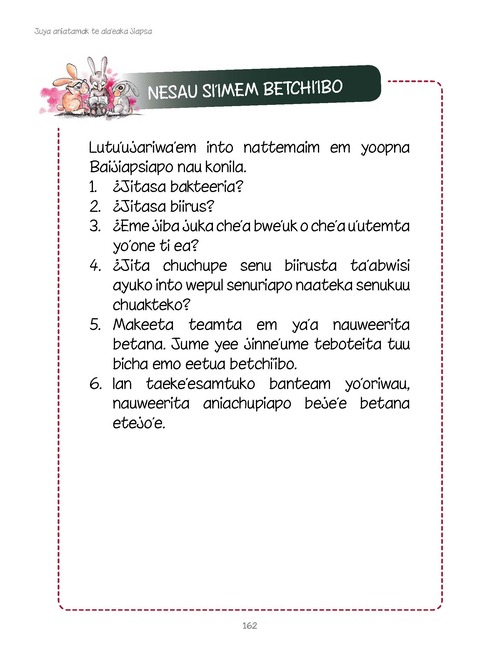 Juya aniatamak te ala'eaka jiapsa
NESAU SI'IMEM BETCHI'IBO
Lutu'ujariwa'em into nattemaim em yoopna
Baijiapsiapo nau konila.
1. ¿Jitasa bakteeria?
2. ¿Jitasa biirus?
3. ¿Eme jiba juka che'a bwe'uk o che'a u'utemta
yo'one ti ea?
4. ¿Jita chuchupe senu biirusta ta'abwisi
ayuko into wepul senuriapo naateka senukuu
chuakteko?
5. Makeeta teamta em ya'a nauweerita
betana. Jume yee jinne'ume teboteita tuu
bicha emo eetua betchi'ibo.
6. Ian taeke'esamtuko banteam yo'oriwau,
nauweerita aniachupiapo beje'e betana
etejo'e.
162